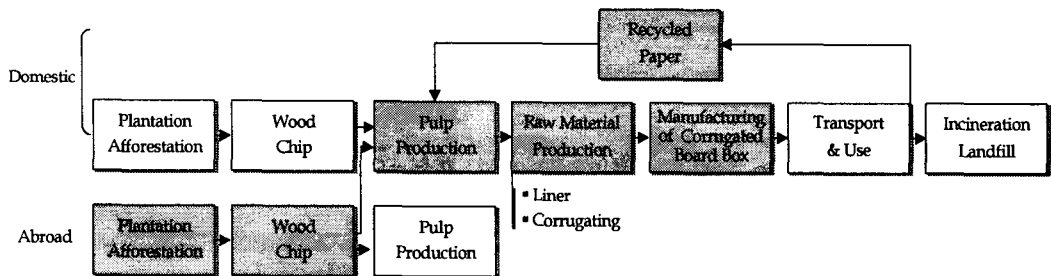 Recycled
Paper
Domestic
Plantation
Afforestation
Wood
Chip
Pulp
Production
Raw Material
Production
Manufacturing
of Corrugated
Board Box
Transport
& Use
Incineration
Landfill
▪ Liner
▪ Corrugating
Abroad
Plantation
Afforestation
Wood
Chip
Pulp
Production